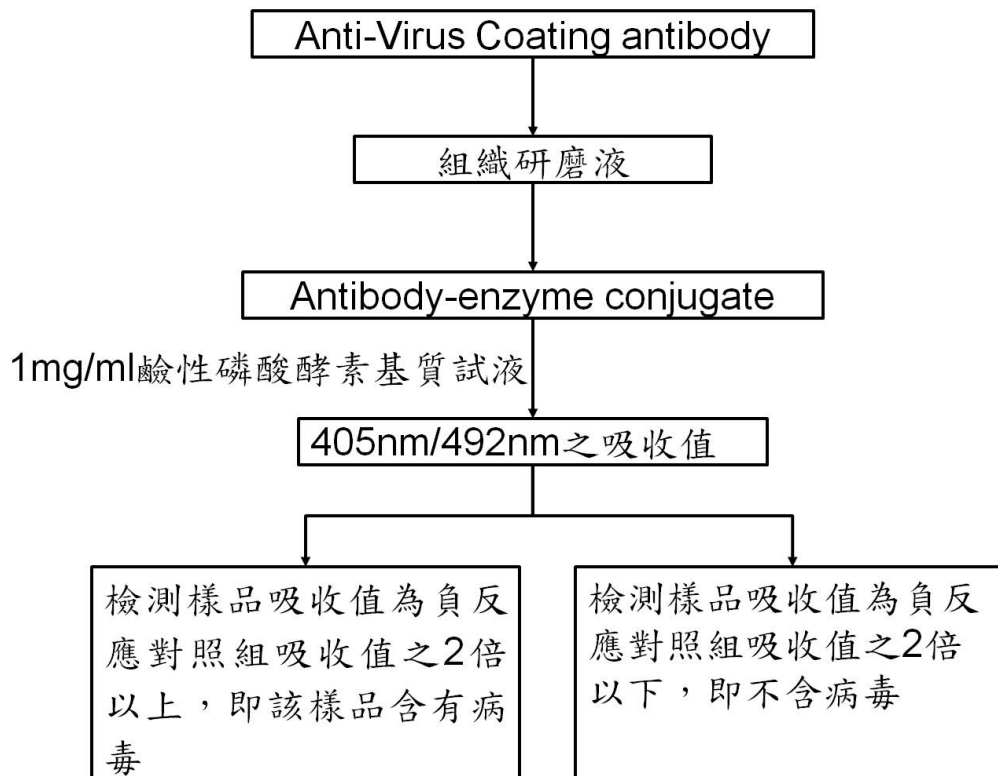 Anti-Virus Coating antibody
組織研磨液
Antibody-enzyme conjugate
1mg/ml鹼性磷酸酵素基質試液
405nm/492nm之吸收值
檢測樣品吸收值為負反
應對照組吸收值之2倍
以上,即該樣品含有病
毒
檢測樣品吸收值為負反
應對照組吸收值之2倍
以下,即不含病毒